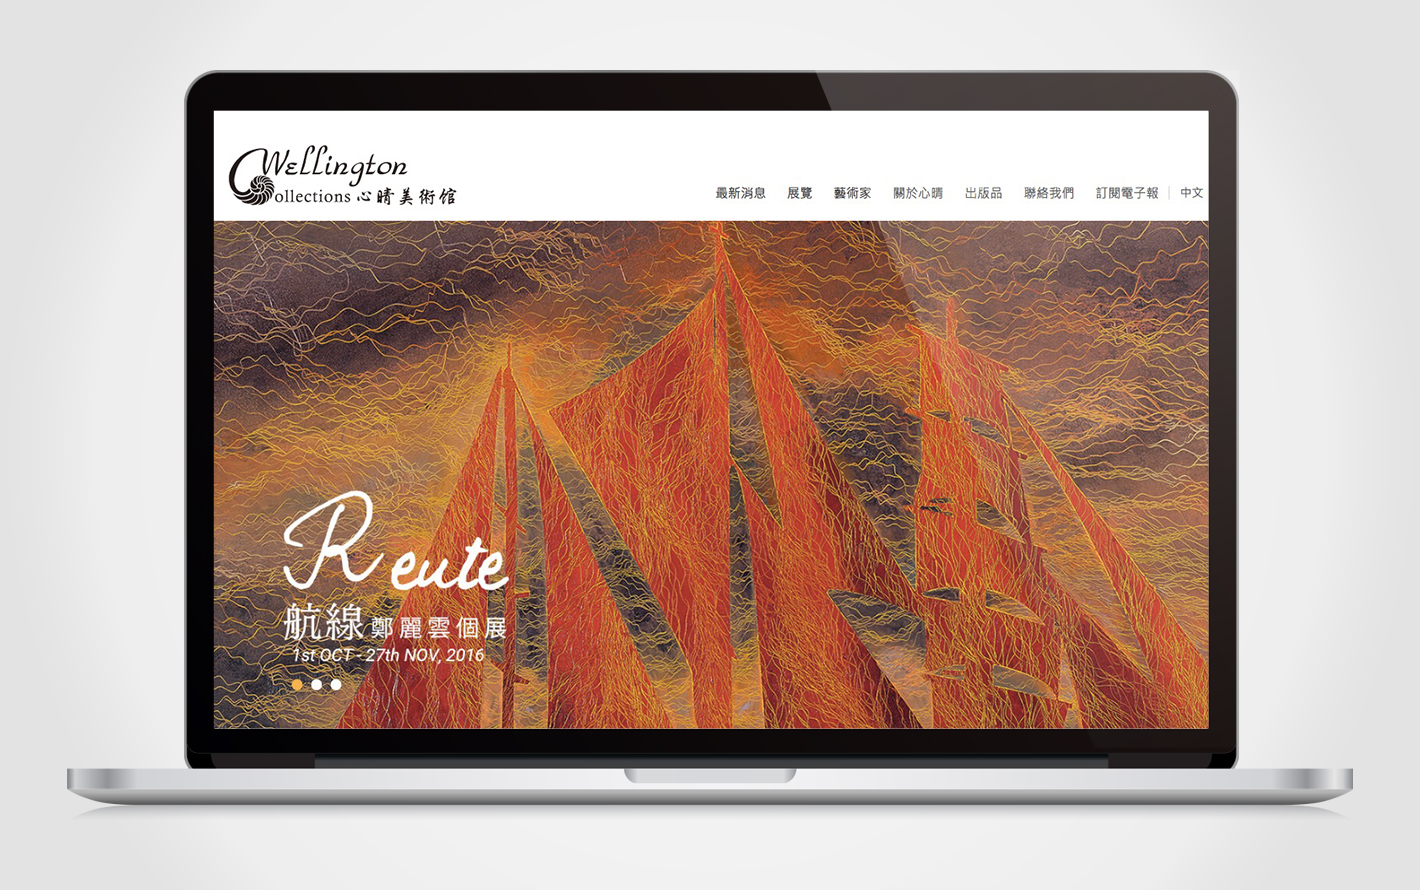 Wellington
Collections 心晴美術馆
最新消息 展覽 藝術家 關於心晴 出版品 聯絡我們 訂閱電子報 中文
Reute
航線 鄭麗雲個展
1st OCT - 27th NOV, 2016